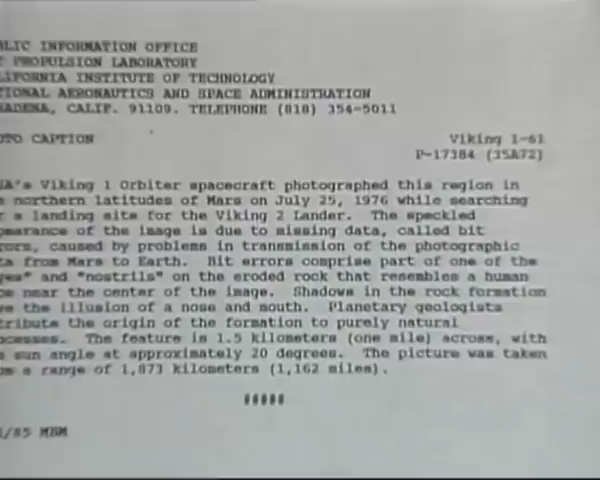 LIC INFORMATION OFFICE
T PROPULSION LABORATORY
LIFORNIA INSTITUTE OF TECHNOLOGY
TIONAL AERONAUTICS AND SPACE ADMINISTRATION
ADENA, CALIF. 91109. TELEPHONE (818) 354-5011
OTO CAPTION Viking 1-61
P-17384 (35A72)
A's Viking 1 Orbiter spacecraft photographed this region in
northern latitudes of Mars on July 25, 1976 while searching
r a landing site for the Viking 2 Lander. The speckled
pearance of the image is due to missing data, called bit
rors, caused by problems in transmission of the photographic
ta from Mars to Earth. Bit errors comprise part of one of the
yes" and "nostrils" on the eroded rock that resembles a human
near the center of the image. Shadows in the rock formation
ve the illusion of a nose and mouth. Planetary geologists
tribute the origin of the formation to purely natural
ocesses. The feature is 1.5 kilometers (one mile) across, with
sun angle at approximately 20 degrees. The picture was taken
om a range of 1,873 kilometers (1,162 miles).
#####
/85 MBM